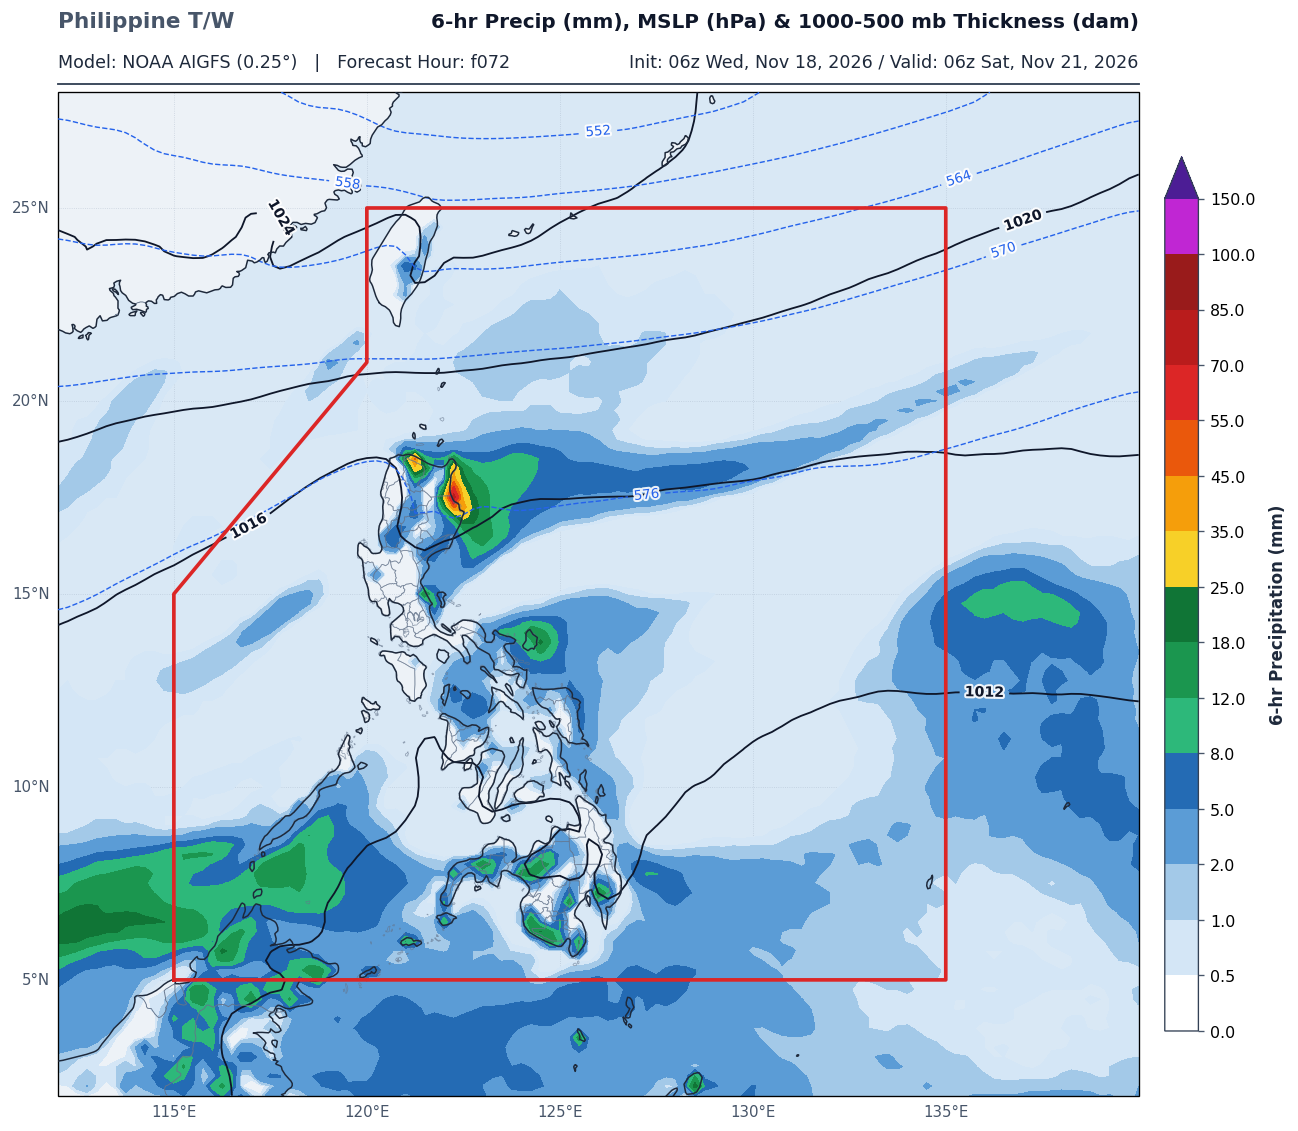 Philippine T/W
6-hr Precip (mm), MSLP (hPa) & 1000-500 mb Thickness (dam)
Model: NOAA AIGFS (0.25°)   |   Forecast Hour: f072
Init: 06z Wed, Nov 18, 2026 / Valid: 06z Sat, Nov 21, 2026
552
558
564
1024
1020
570
25°N
20°N
15°N
10°N
5°N
576
1016
1012
115°E
120°E
125°E
130°E
135°E
150.0
100.0
85.0
70.0
55.0
45.0
35.0
25.0
18.0
12.0
8.0
5.0
2.0
1.0
0.5
0.0
6-hr Precipitation (mm)